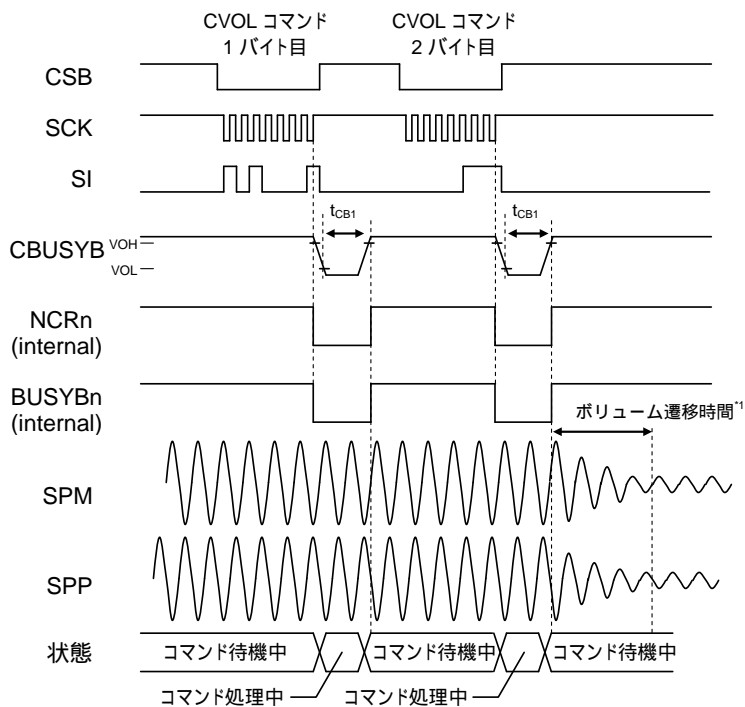 CVOL コマンド
1 バイト目
CVOL コマンド
2 バイト目
CSB
SCK
SI
tCB1
tCB1
CBUSYB
VOH
VOL
NCRn
(internal)
BUSYBn
(internal)
ボリューム遷移時間*1
SPM
SPP
状態
コマンド待機中
コマンド待機中
コマンド待機中
コマンド処理中
コマンド処理中